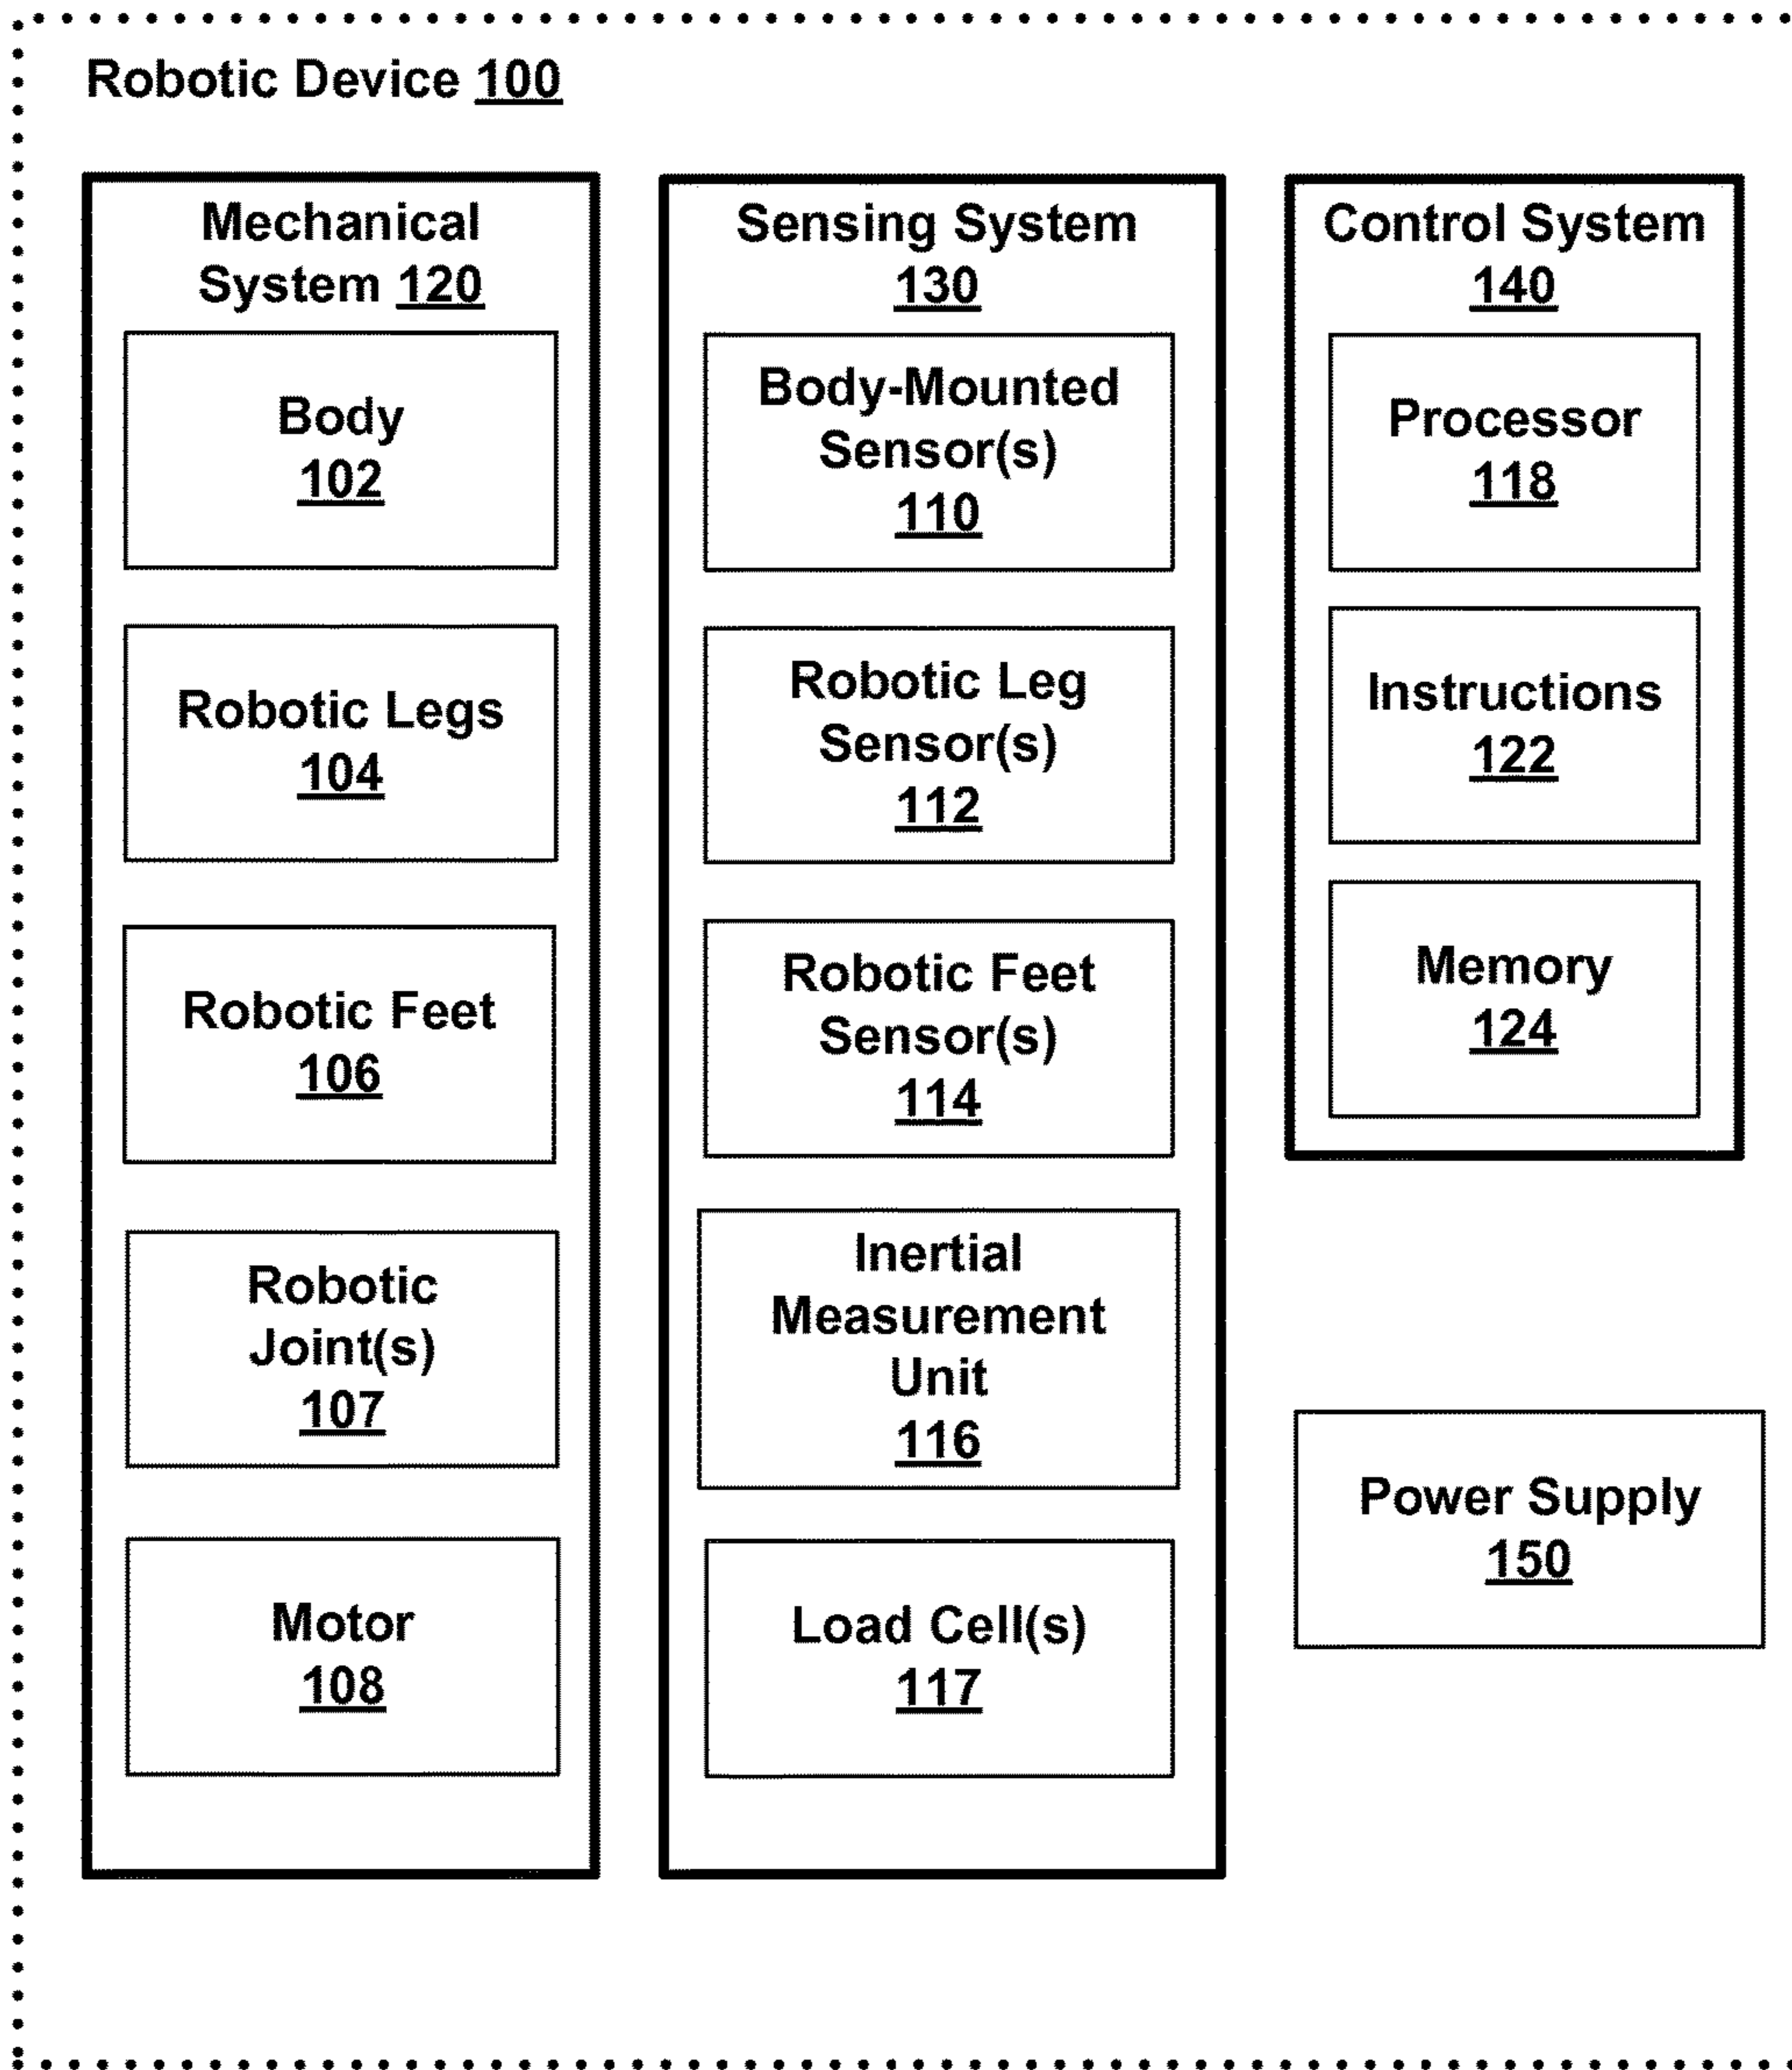 Robotic Device 100
Mechanical
System 120
Body
102
Robotic Legs
104
Robotic Feet
106
Robotic
Joint(s)
107
Motor
108
Sensing System
130
Body-Mounted
Sensor(s)
110
Robotic Leg
Sensor(s)
112
Robotic Feet
Sensor(s)
114
Inertial
Measurement
Unit
116
Load Cell(s)
117
Control System
140
Processor
118
Instructions
122
Memory
124
Power Supply
150